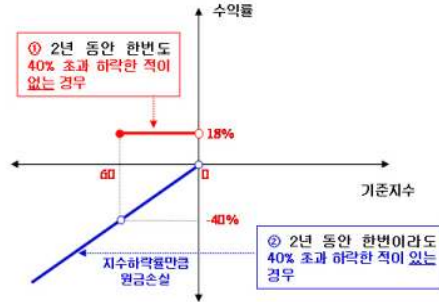 수익률
① 2년 동안 한번도
40% 초과 하락한 적이
없는 경우
18%
60
0
기준지수
-40%
지수하락률만큼
원금손실
② 2년 동안 한번이라도
40% 초과 하락한 적이 있는
경우